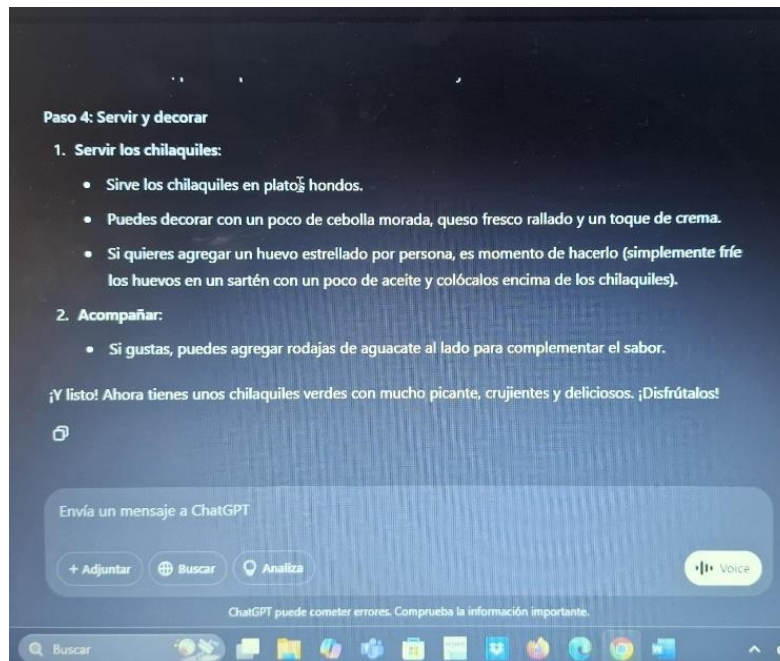 Paso 4: Servir y decorar
1. Servir los chilaquiles:
• Sirve los chilaquiles en platos hondos.
• Puedes decorar con un poco de cebolla morada, queso fresco rallado y un toque de crema.
• Si quieres agregar un huevo estrellado por persona, es momento de hacerlo (simplemente fríe
los huevos en un sartén con un poco de aceite y colócalos encima de los chilaquiles).
2. Acompañar:
• Si gustas, puedes agregar rodajas de aguacate al lado para complementar el sabor.
¡Y listo! Ahora tienes unos chilaquiles verdes con mucho picante, crujientes y deliciosos. ¡Disfrútalos!
Envía un mensaje a ChatGPT
+ Adjuntar Buscar Analiza Voice
ChatGPT puede cometer errores. Comprueba la información importante.
Buscar